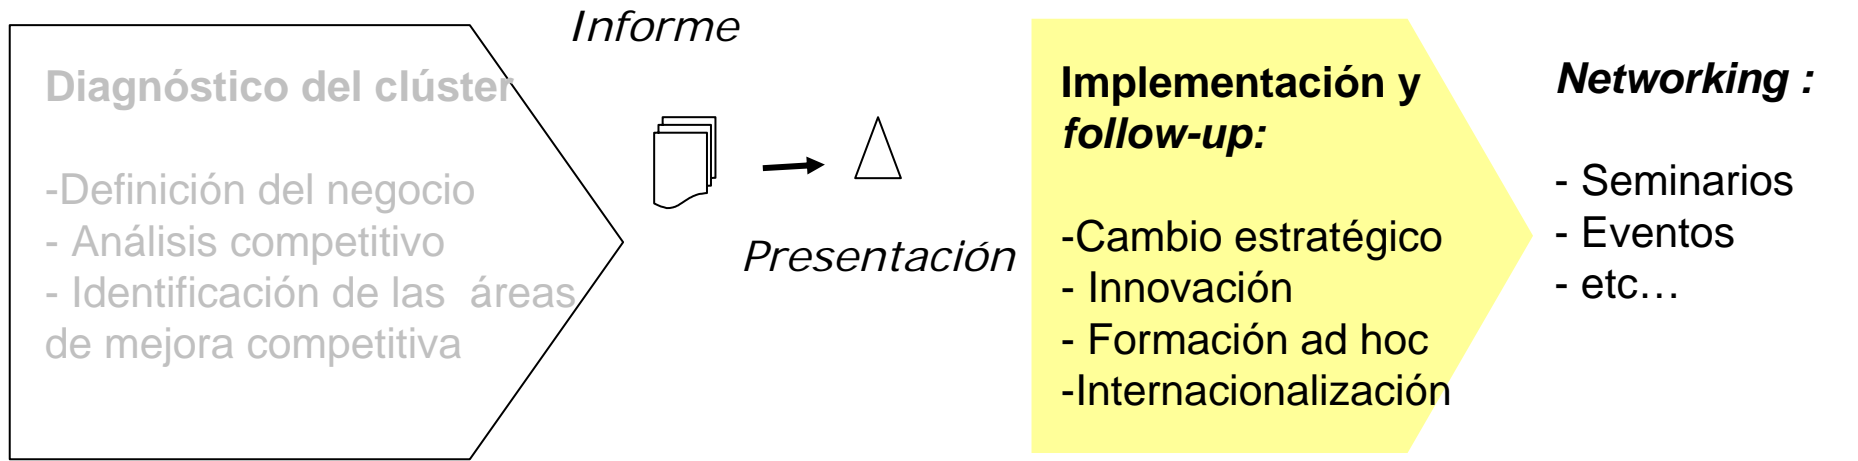 Diagnóstico del clúster
-Definición del negocio
- Análisis competitivo
- Identificación de las áreas
de mejora competitiva
Informe
Presentación
Implementación y
follow-up:
-Cambio estratégico
- Innovación
- Formación ad hoc
-Internacionalización
Networking :
- Seminarios
- Eventos
- etc…